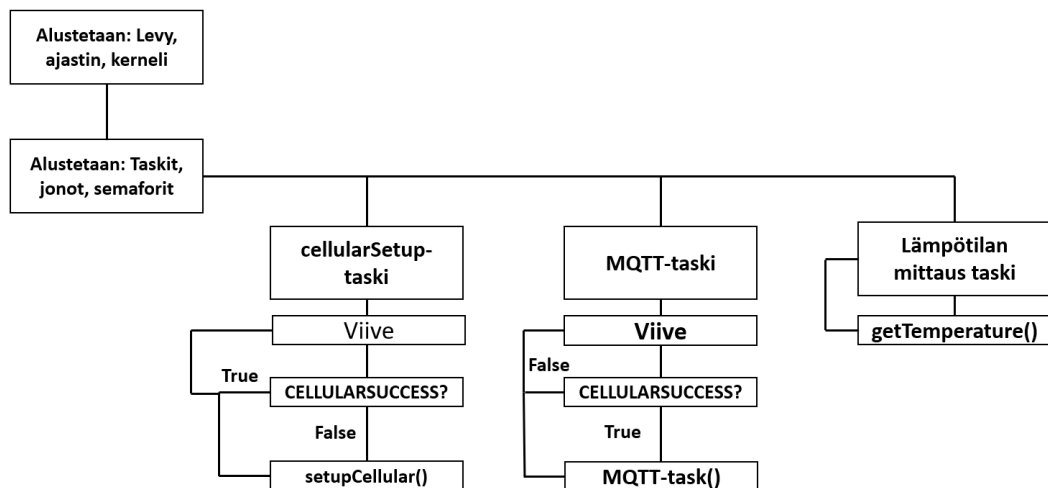 Alustetaan: Levy,
ajastin, kerneli
Alustetaan: Taskit,
jonot, semaforit
cellularSetup-
taski
Viive
True
CELLULARSUCCESS?
False
setupCellular()
MQTT-taski
Viive
False
CELLULARSUCCESS?
True
MQTT-task()
Lämpötilan
mittaus taski
getTemperature()